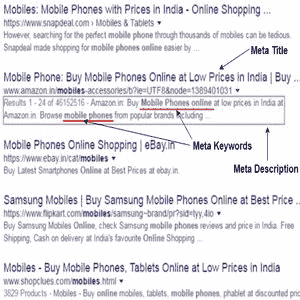 Mobiles: Mobile Phones with Prices in India - Online Shopping ...
https://snapdeal.com › Mobiles & Tablets
However, searching for the perfect mobile phone through thousands of mobiles can be tedious.
Snapdeal made shopping for mobile phones online easier by ...
Meta Title
Mobile Phone: Buy Mobile Phones Online at Low Prices in India | Buy ...
www.amazon.in/mobiles-accessories/b?ie=UTF8&node=1389401031
Results 1 - 24 of 46152516 - Amazon.in: Buy Mobile Phones online at low prices in India at
Amazon.in. Browse mobile phones from popular brands including ...
Mobile Phones Online Shopping | eBay.in
https://www.ebay.in/cat/mobiles
Meta Keywords
Buy Latest Smartphones Online at Best Prices at ebay.in.
Meta Description
Samsung Mobiles | Buy Samsung Mobile Phones Online at Best Price ...
https://www.flipkart.com/mobiles/samsung~brand/pr?sid=tyy,4io
Buy Samsung Mobiles Online, check Samsung mobile phones reviews and price in India. Free
Shipping, Cash on delivery at India's favourite Online Shopping ...
Mobiles - Buy Mobile Phones, Tablets Online at Low Prices in India
www.shopclues.com/mobiles.html
3829 Products - Mobiles - Buy online mobiles, tablets, mobile phones, phablet at discounted pric